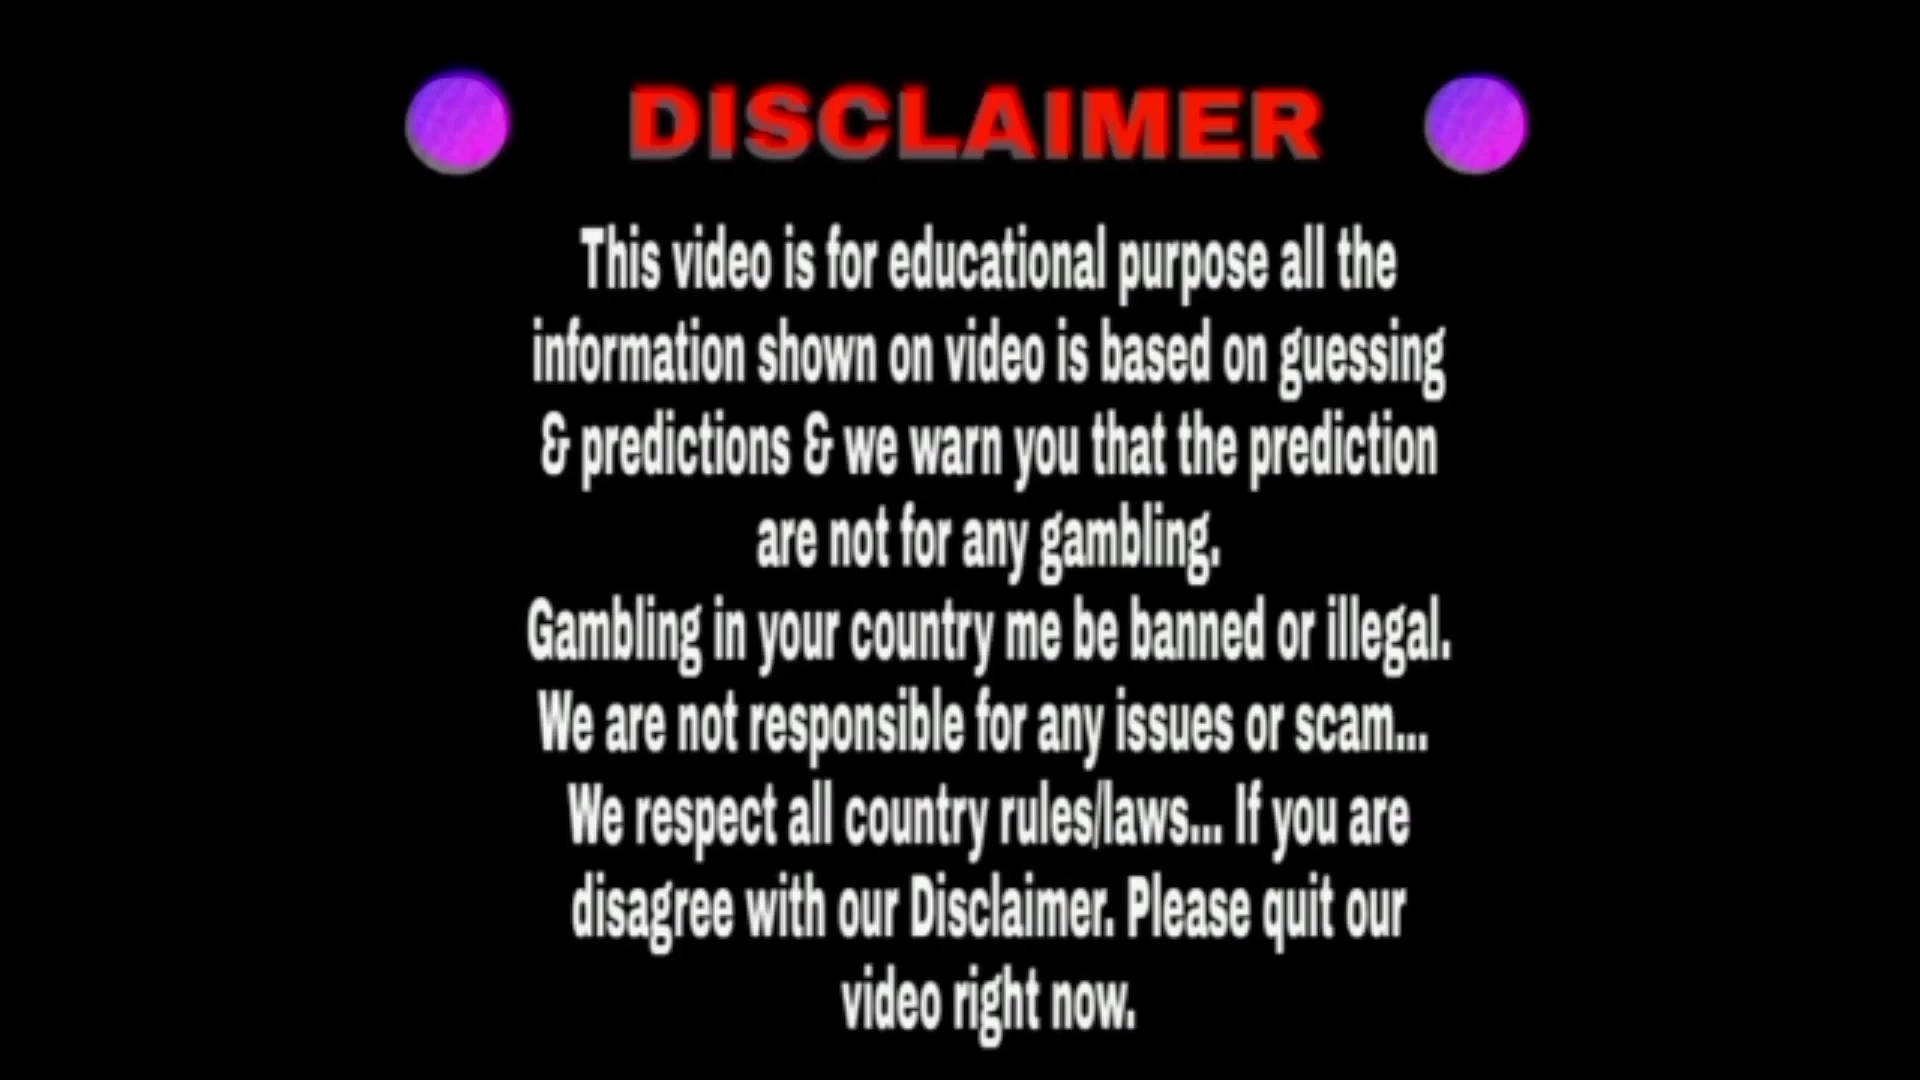 DISCLAIMER
This video is for educational purpose all the
information shown on video is based on guessing
& predictions & we warn you that the prediction
are not for any gambling.
Gambling in your country me be banned or illegal.
We are not responsible for any issues or scam...
We respect all country rules/laws... If you are
disagree with our Disclaimer. Please quit our
video right now.